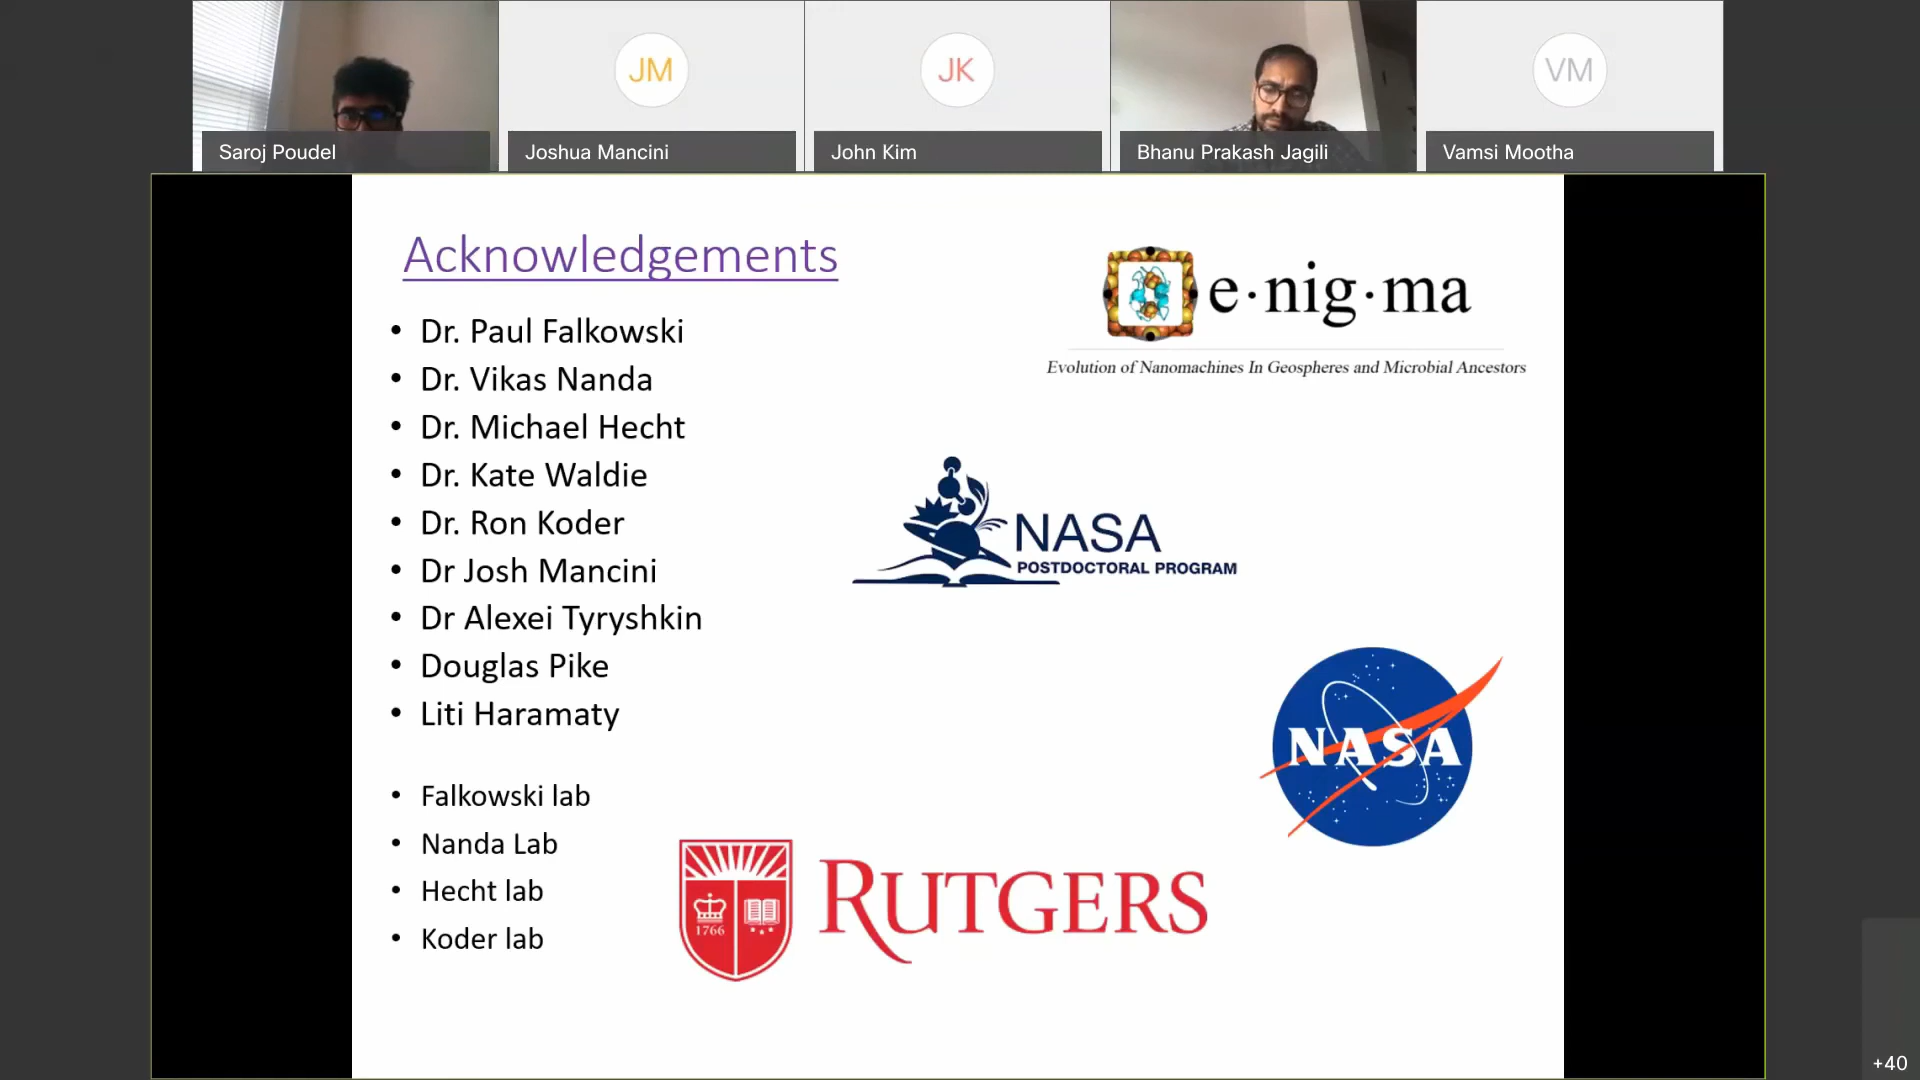 JM
JK
VM
Saroj Poudel
Joshua Mancini
John Kim
Bhanu Prakash Jagili
Vamsi Mootha
Acknowledgements
• Dr. Paul Falkowski
• Dr. Vikas Nanda
• Dr. Michael Hecht
• Dr. Kate Waldie
• Dr. Ron Koder
• Dr Josh Mancini
• Dr Alexei Tyryshkin
• Douglas Pike
• Liti Haramaty
• Falkowski lab
• Nanda Lab
• Hecht lab
• Koder lab
e·nig·ma
Evolution of Nanomachines In Geospheres and Microbial Ancestors
NASA
POSTDOCTORAL PROGRAM
NASA
1766
RUTGERS
+40